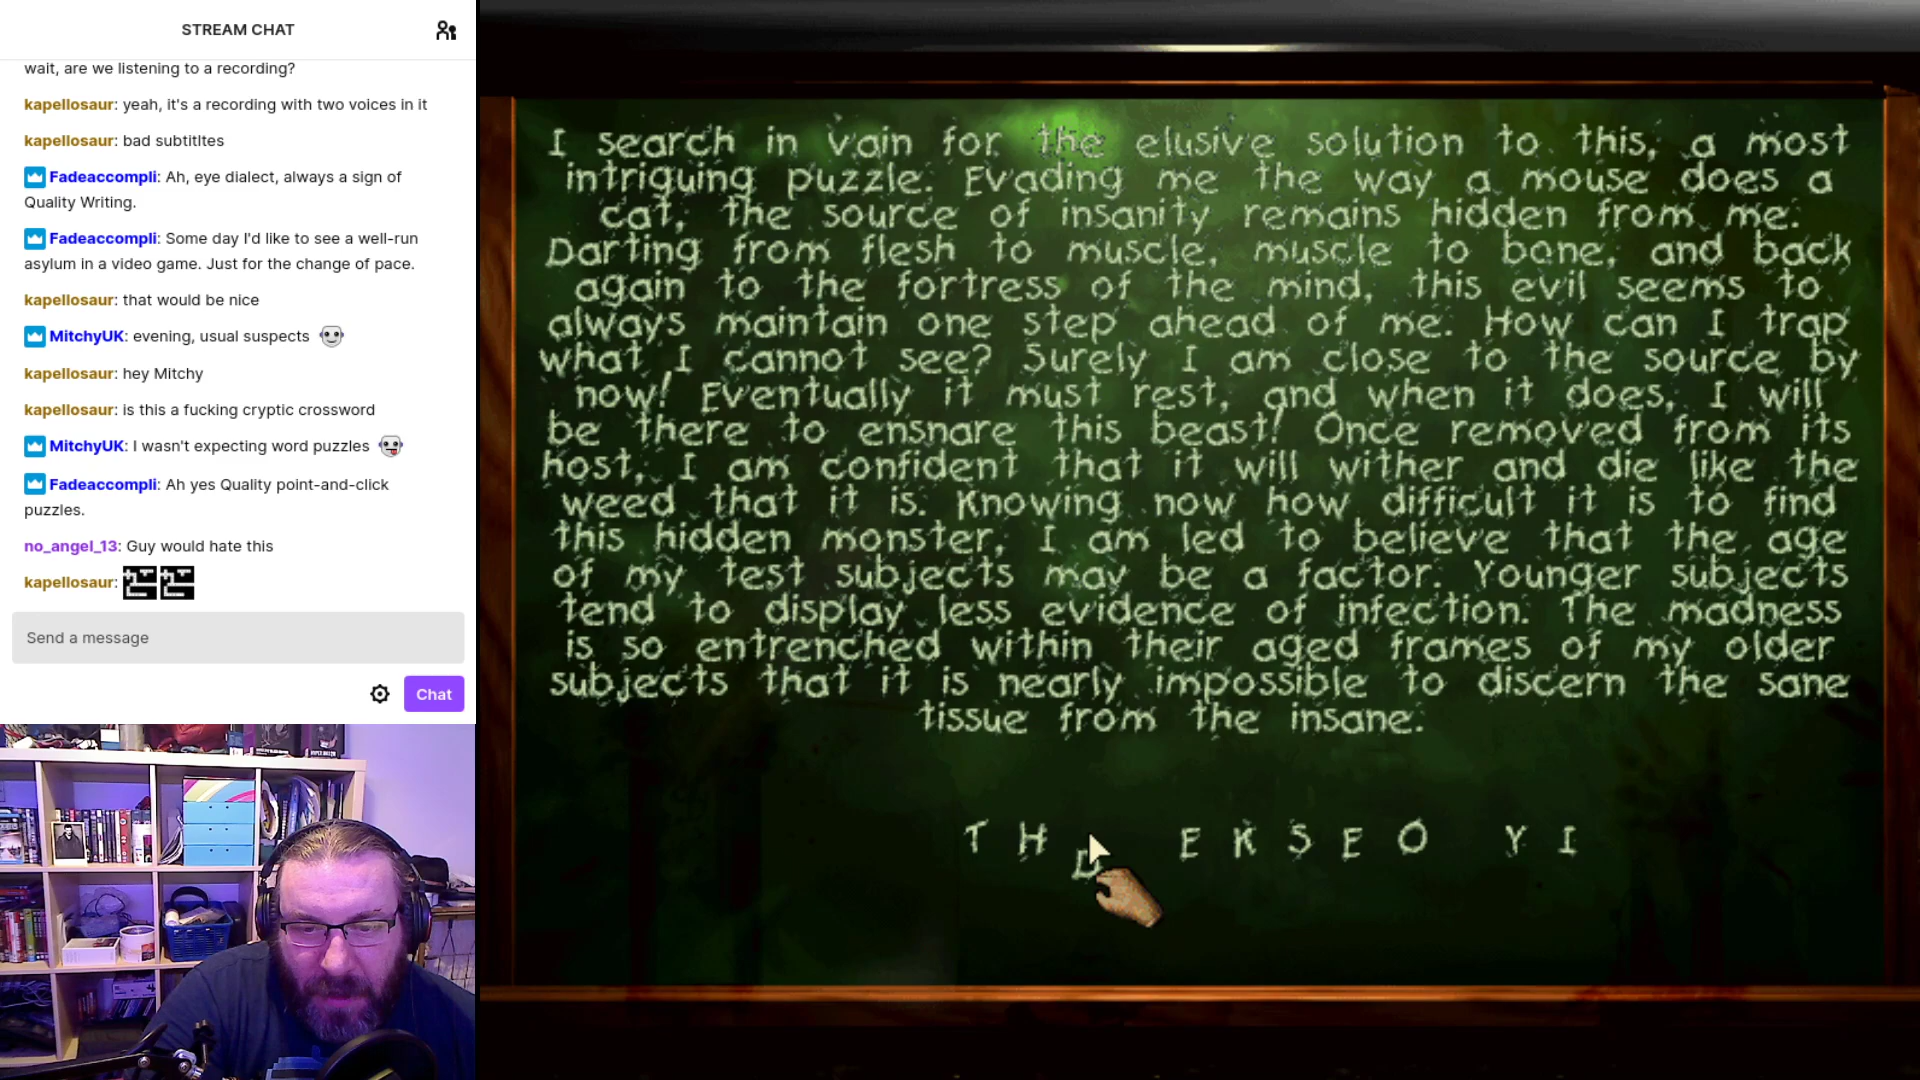 STREAM CHAT
wait, are we listening to a recording?
kapellosaur: yeah, it's a recording with two voices in it
kapellosaur: bad subtitltes
Fadeaccompli: Ah, eye dialect, always a sign of
Quality Writing.
Fadeaccompli: Some day I'd like to see a well-run
asylum in a video game. Just for the change of pace.
kapellosaur: that would be nice
MitchyUK: evening, usual suspects
kapellosaur: hey Mitchy
kapellosaur: is this a fucking cryptic crossword
MitchyUK: I wasn't expecting word puzzles
Fadeaccompli: Ah yes Quality point-and-click
puzzles.
no_angel_13: Guy would hate this
kapellosaur:
Send a message
Chat
I search in vain for the elusive solution to this, a most
intriguing puzzle. Evading me the way a mouse does a
cat, the source of insanity remains hidden from me.
Darting from flesh to muscle, muscle to bone, and back
again to the fortress of the mind, this evil seems to
always maintain one step ahead of me. How can I trap
what I cannot see? Surely I am close to the source by
now! Eventually it must rest, and when it does, I will
be there to ensnare this beast! Once removed from its
host, I am confident that it will wither and die like the
weed that it is. Knowing now how difficult it is to find
this hidden monster, I am led to believe that the age
of my test subjects may be a factor. Younger subjects
tend to display less evidence of infection. The madness
is so entrenched within their aged frames of my older
subjects that it is nearly impossible to discern the sane
tissue from the insane.
T H D E K S E O Y I